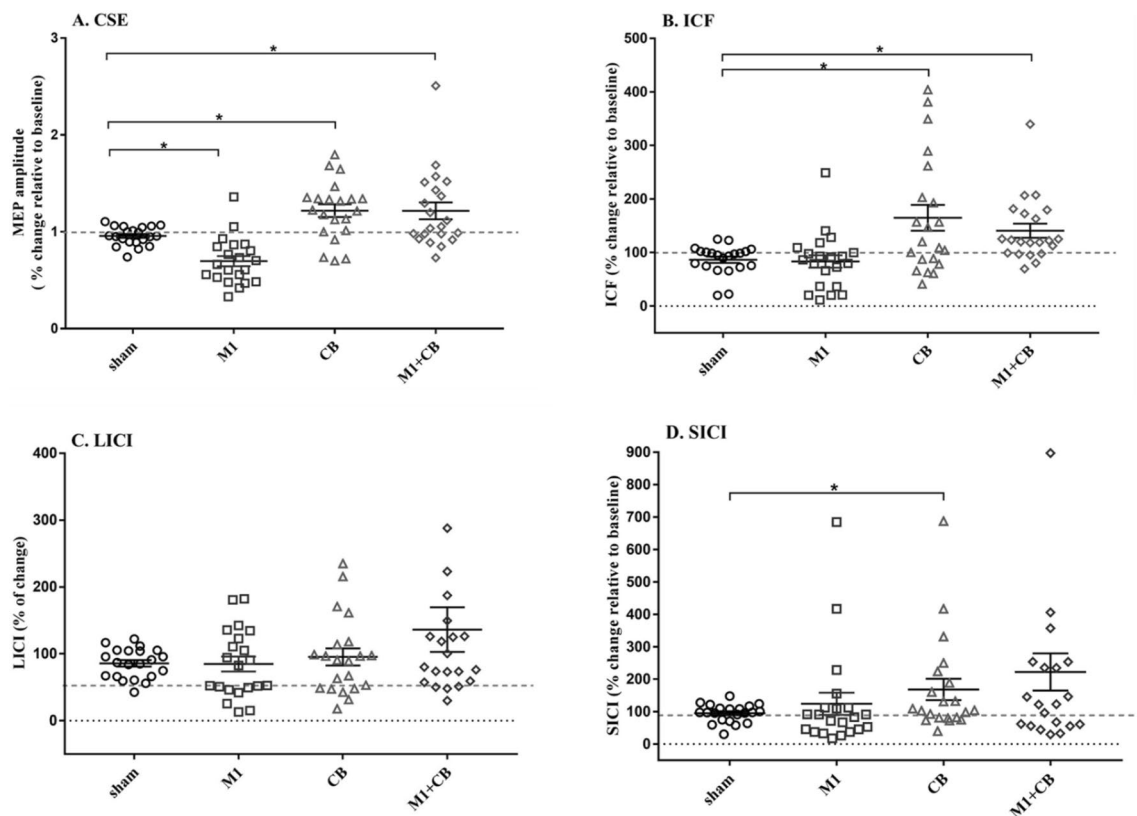 A. CSE
3
2
1
0
MEP amplitude
( % change relative to baseline)
*
*
*
sham
M1
CB
M1+CB
B. ICF
500
400
300
200
100
0
ICF (% change relative to baseline)
*
*
sham
M1
CB
M1+CB
C. LICI
400
300
200
100
0
LICI (% of change)
sham
M1
CB
M1+CB
D. SICI
900
800
700
600
500
400
300
200
100
0
SICI (% change relative to baseline)
*
sham
M1
CB
M1+CB